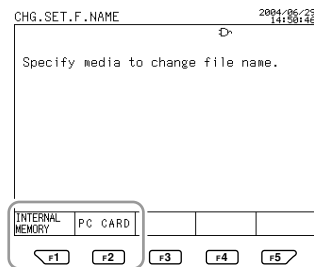 CHG.SET.F.NAME
2004/06/29
14:50:46
Specify media to change file name.
INTERNAL
MEMORY
PC CARD
F1
F2
F3
F4
F5